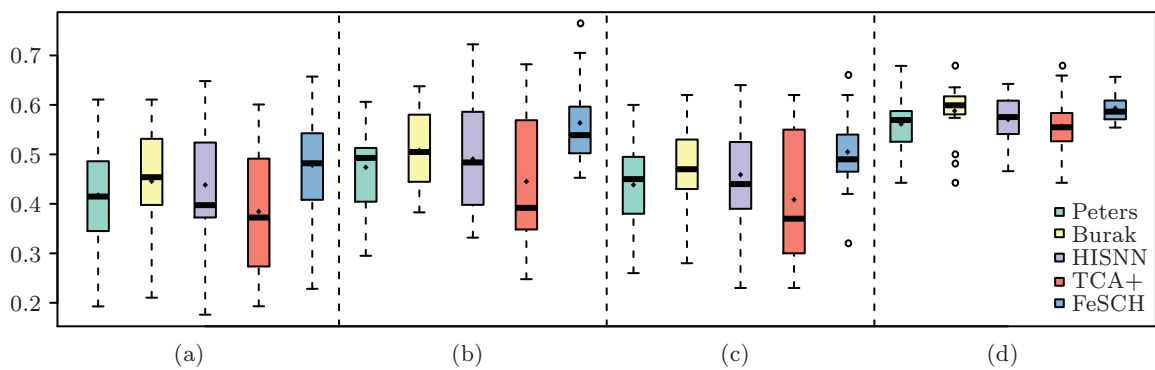 0.7
0.6
0.5
0.4
0.3
0.2
Peters
Burak
HISNN
TCA+
FeSCH
(a) (b) (c) (d)